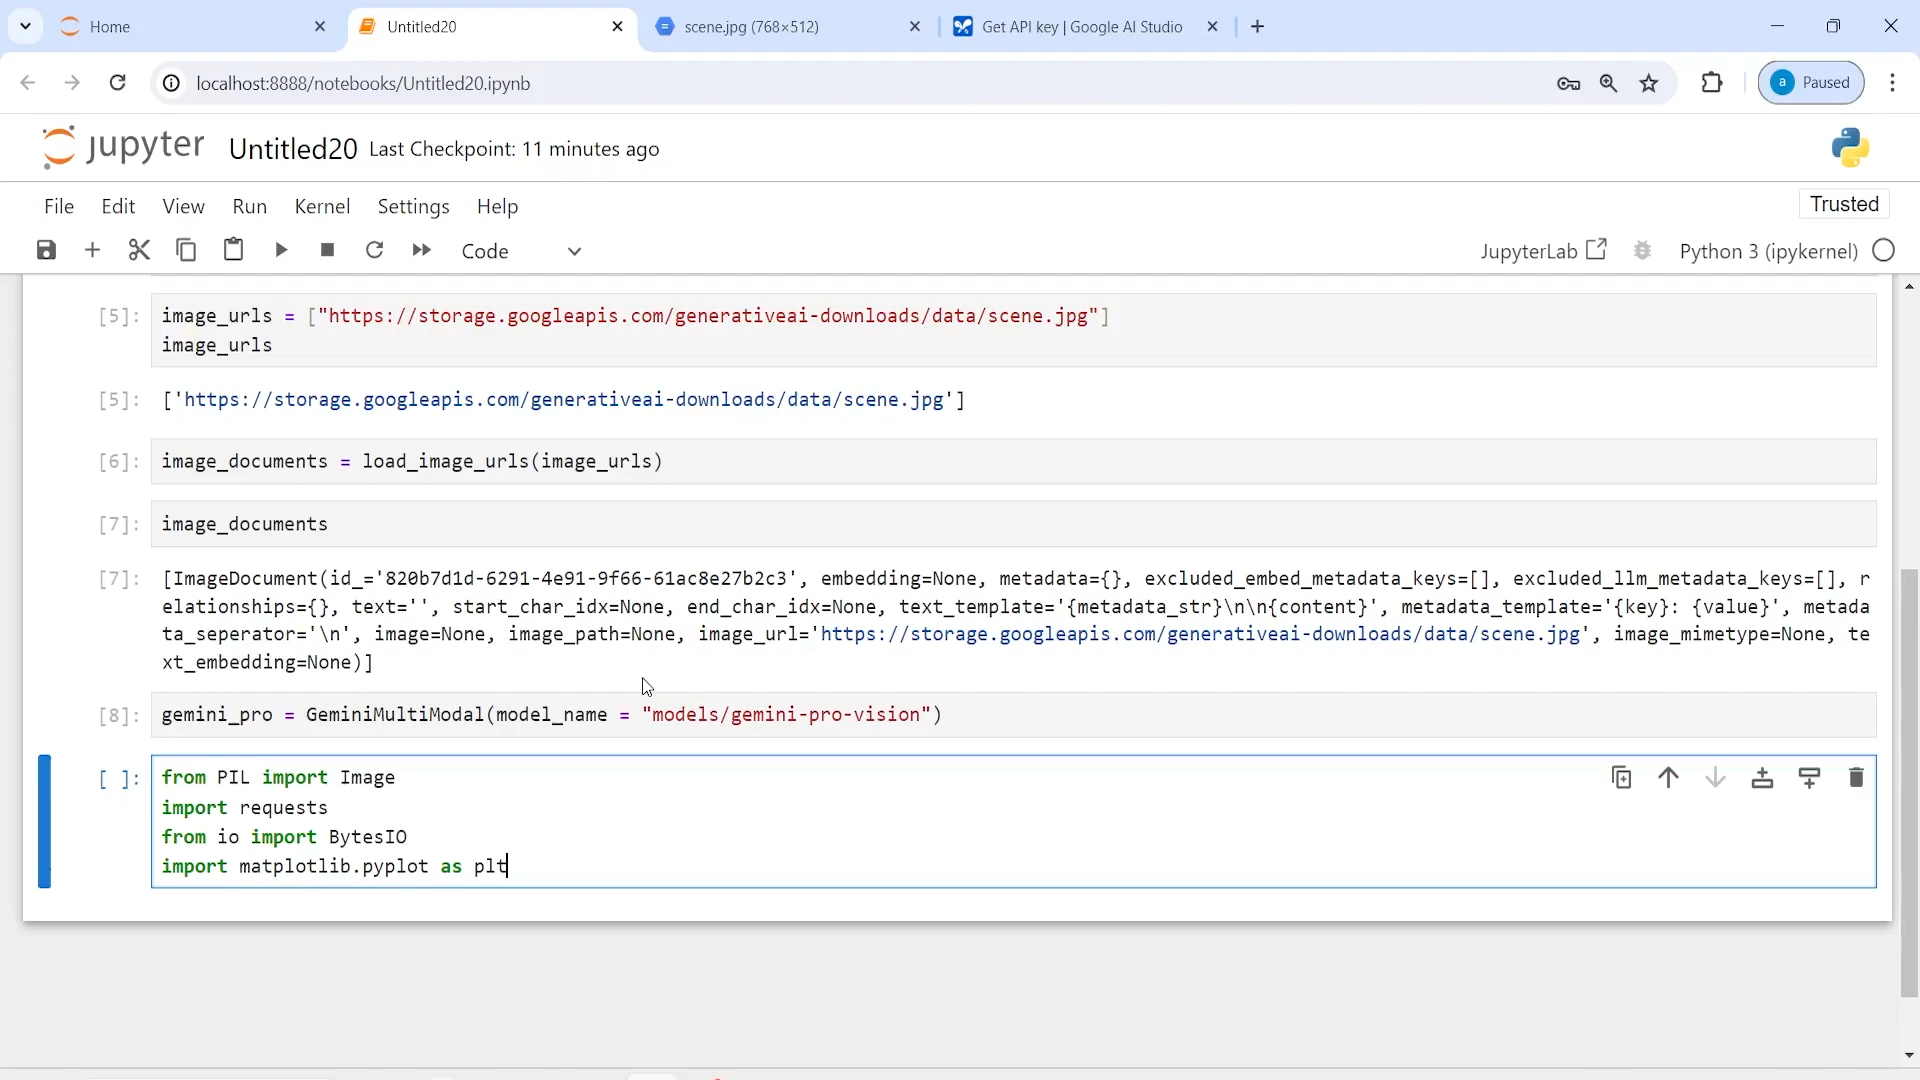 Home
Untitled20
scene.jpg (768×512)
Get API key | Google AI Studio
localhost:8888/notebooks/Untitled20.ipynb
a Paused
jupyter Untitled20 Last Checkpoint: 11 minutes ago
File Edit View Run Kernel Settings Help
Trusted
Code
JupyterLab
Python 3 (ipykernel)
[5]: image_urls = ["https://storage.googleapis.com/generativeai-downloads/data/scene.jpg"]
image_urls
[5]: ['https://storage.googleapis.com/generativeai-downloads/data/scene.jpg']
[6]: image_documents = load_image_urls(image_urls)
[7]: image_documents
[7]: [ImageDocument(id_='820b7d1d-6291-4e91-9f66-61ac8e27b2c3', embedding=None, metadata={}, excluded_embed_metadata_keys=[], excluded_llm_metadata_keys=[], r
elationships={}, text='', start_char_idx=None, end_char_idx=None, text_template='{metadata_str}\n\n{content}', metadata_template='{key}: {value}', metada
ta_seperator='\n', image=None, image_path=None, image_url='https://storage.googleapis.com/generativeai-downloads/data/scene.jpg', image_mimetype=None, te
xt_embedding=None)]
[8]: gemini_pro = GeminiMultiModal(model_name = "models/gemini-pro-vision")
[ ]: from PIL import Image
import requests
from io import BytesIO
import matplotlib.pyplot as plt